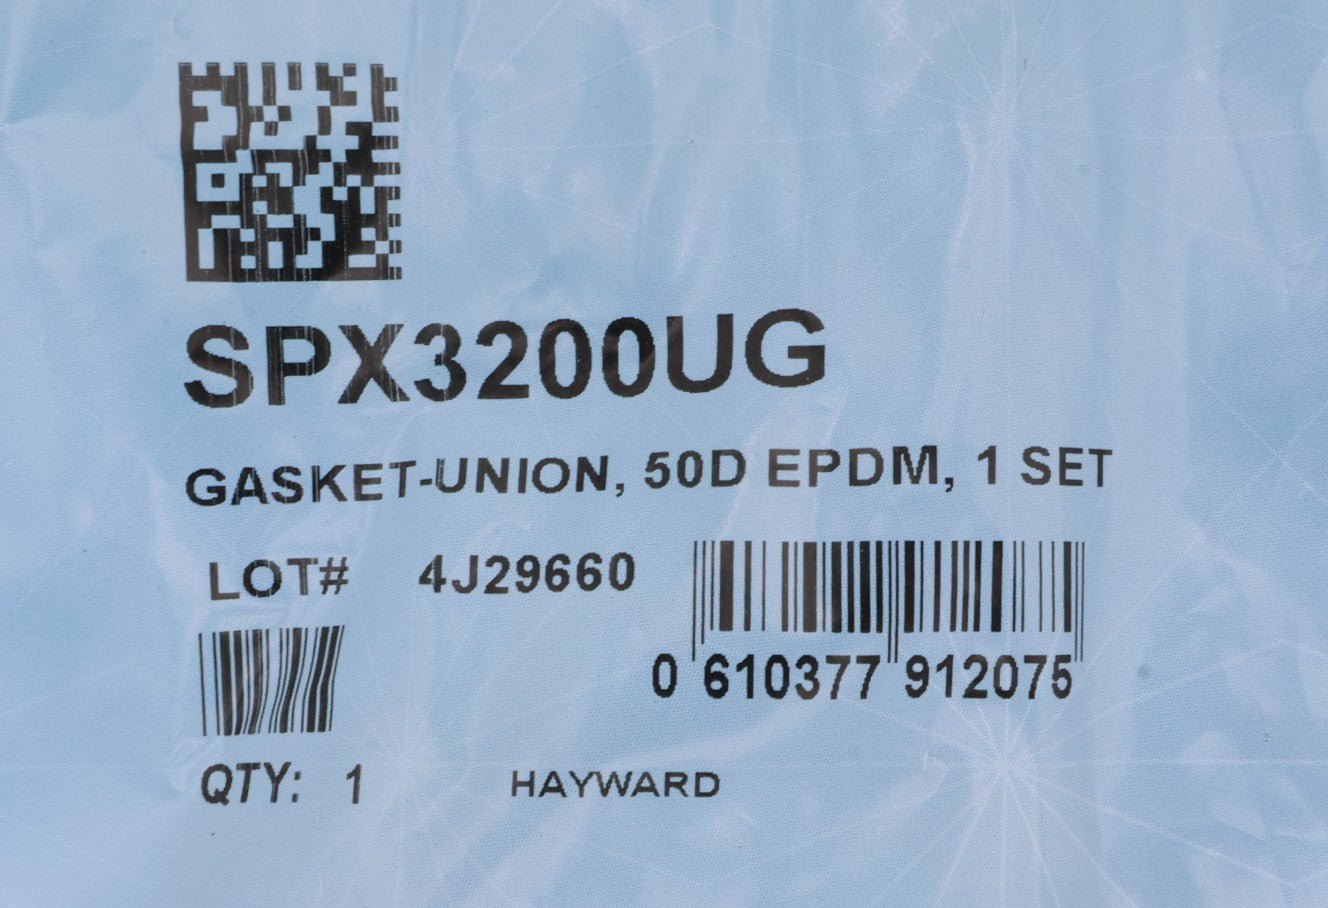 SPX3200UG
GASKET-UNION, 50D EPDM, 1 SET
LOT# 4J29660
0 610377 912075
QTY: 1 HAYWARD